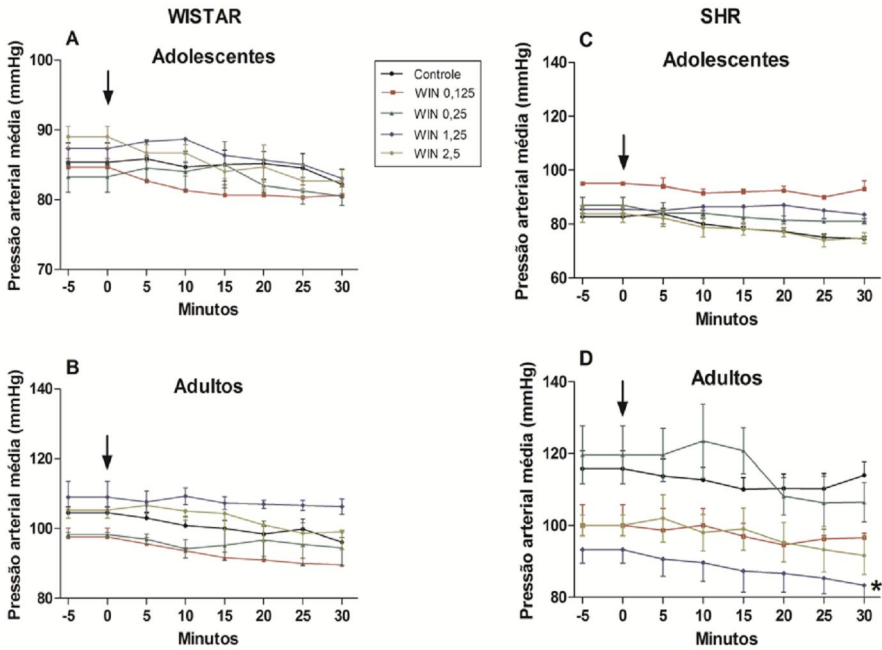 WISTAR
SHR
A
Adolescentes
Pressão arterial média (mmHg)
100
90
80
70
-5 0 5 10 15 20 25 30
Minutos
Controle
WIN 0,125
WIN 0,25
WIN 1,25
WIN 2,5
C
Adolescentes
Pressão arterial média (mmHg)
140
120
100
80
60
-5 0 5 10 15 20 25 30
Minutos
B
Adultos
Pressão arterial média (mmHg)
140
120
100
80
-5 0 5 10 15 20 25 30
Minutos
D
Adultos
Pressão arterial média (mmHg)
140
120
100
80
*
-5 0 5 10 15 20 25 30
Minutos